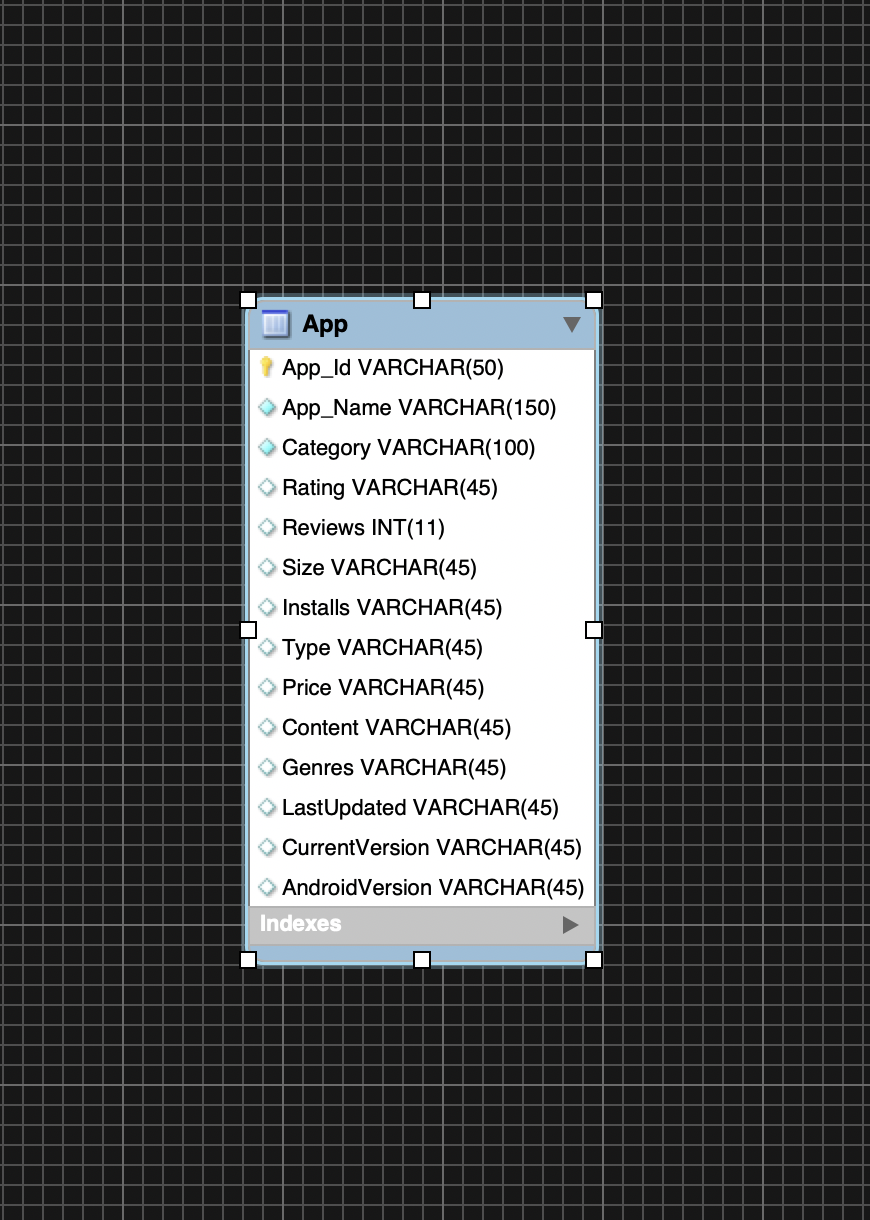 App
App_Id VARCHAR(50)
App_Name VARCHAR(150)
Category VARCHAR(100)
Rating VARCHAR(45)
Reviews INT(11)
Size VARCHAR(45)
Installs VARCHAR(45)
Type VARCHAR(45)
Price VARCHAR(45)
Content VARCHAR(45)
Genres VARCHAR(45)
LastUpdated VARCHAR(45)
CurrentVersion VARCHAR(45)
AndroidVersion VARCHAR(45)
Indexes